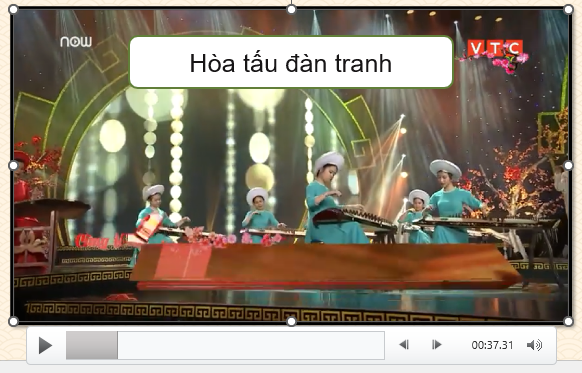 now
VTC
Hòa tấu đàn tranh
00:37.31